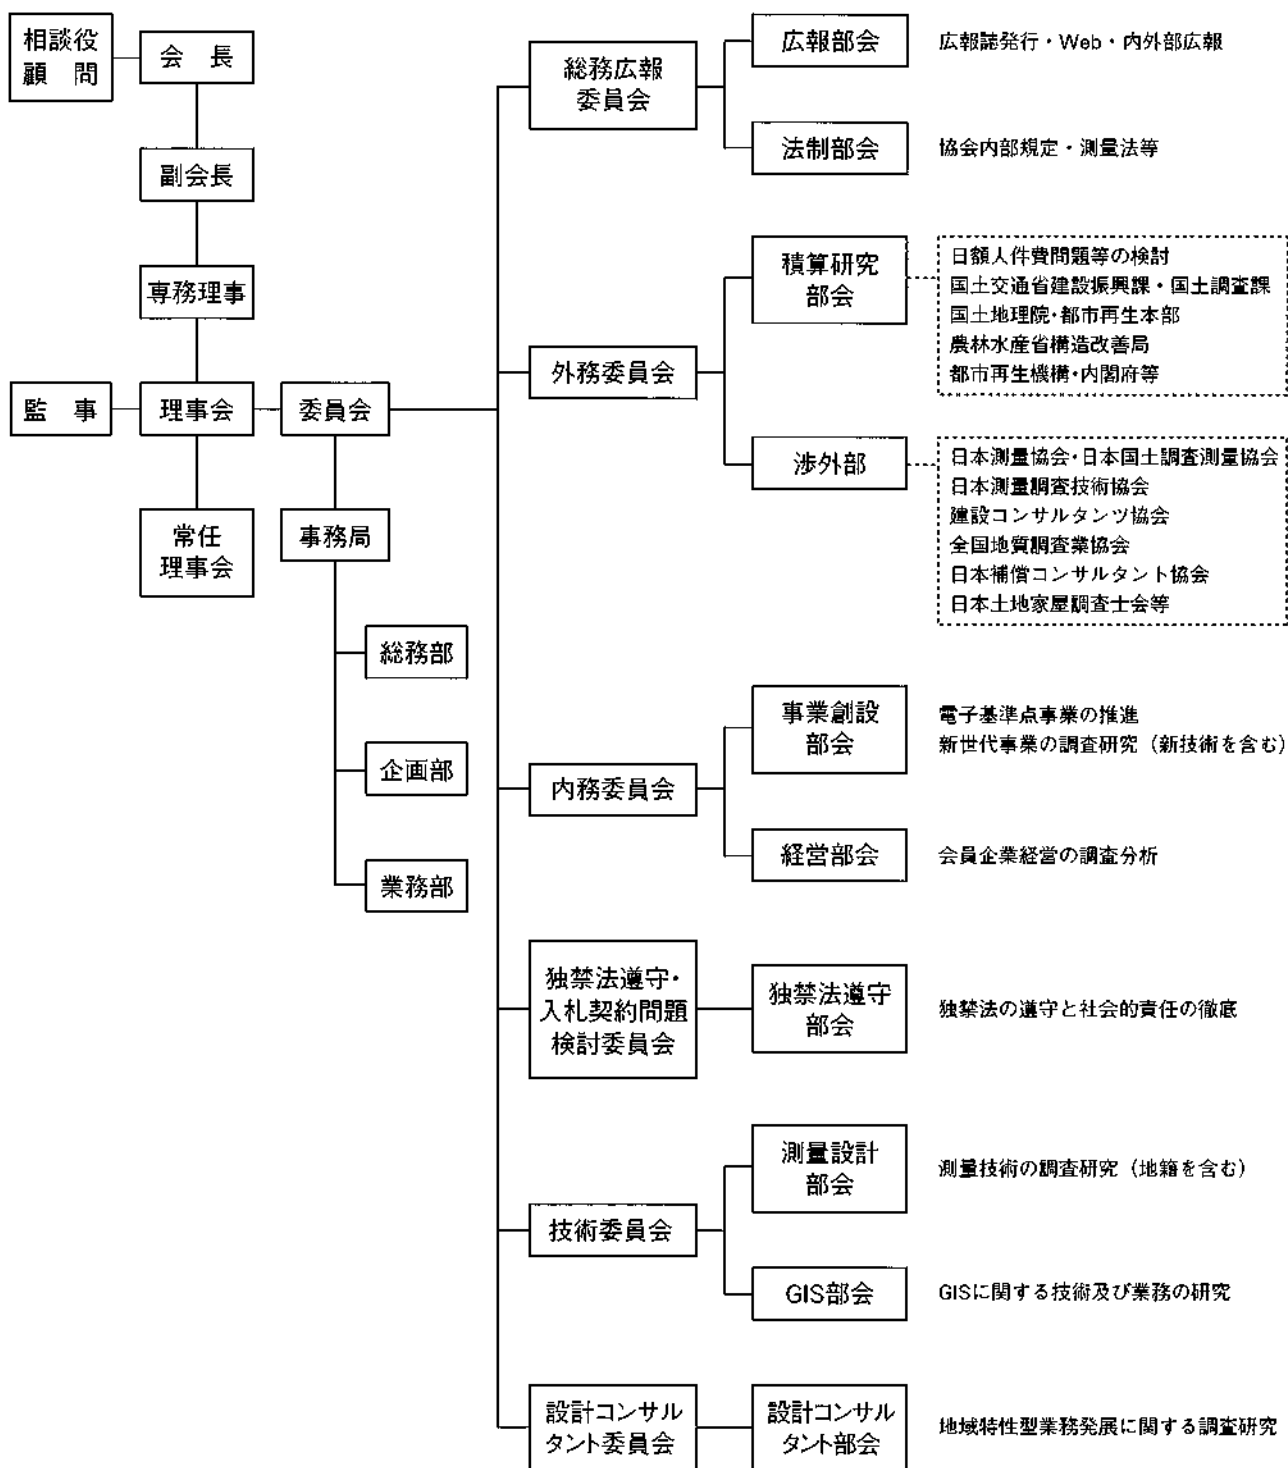 相談役
顧　問
会　長
副会長
専務理事
監　事
理事会
委員会
常任
理事会
事務局
総務部
企画部
業務部
総務広報
委員会
広報部会
広報誌発行・Web・内外部広報
法制部会
協会内部規定・測量法等
外務委員会
積算研究
部会
日額人件費問題等の検討
国土交通省建設振興課・国土調査課
国土地理院・都市再生本部
農林水産省構造改善局
都市再生機構・内閣府等
渉外部
日本測量協会・日本国土調査測量協会
日本測量調査技術協会
建設コンサルタンツ協会
全国地質調査業協会
日本補償コンサルタント協会
日本土地家屋調査士会等
内務委員会
事業創設
部会
電子基準点事業の推進
新世代事業の調査研究（新技術を含む）
経営部会
会員企業経営の調査分析
独禁法遵守・
入札契約問題
検討委員会
独禁法遵守
部会
独禁法の遵守と社会的責任の徹底
技術委員会
測量設計
部会
測量技術の調査研究（地籍を含む）
GIS部会
GISに関する技術及び業務の研究
設計コンサル
タント委員会
設計コンサル
タント部会
地域特性型業務発展に関する調査研究